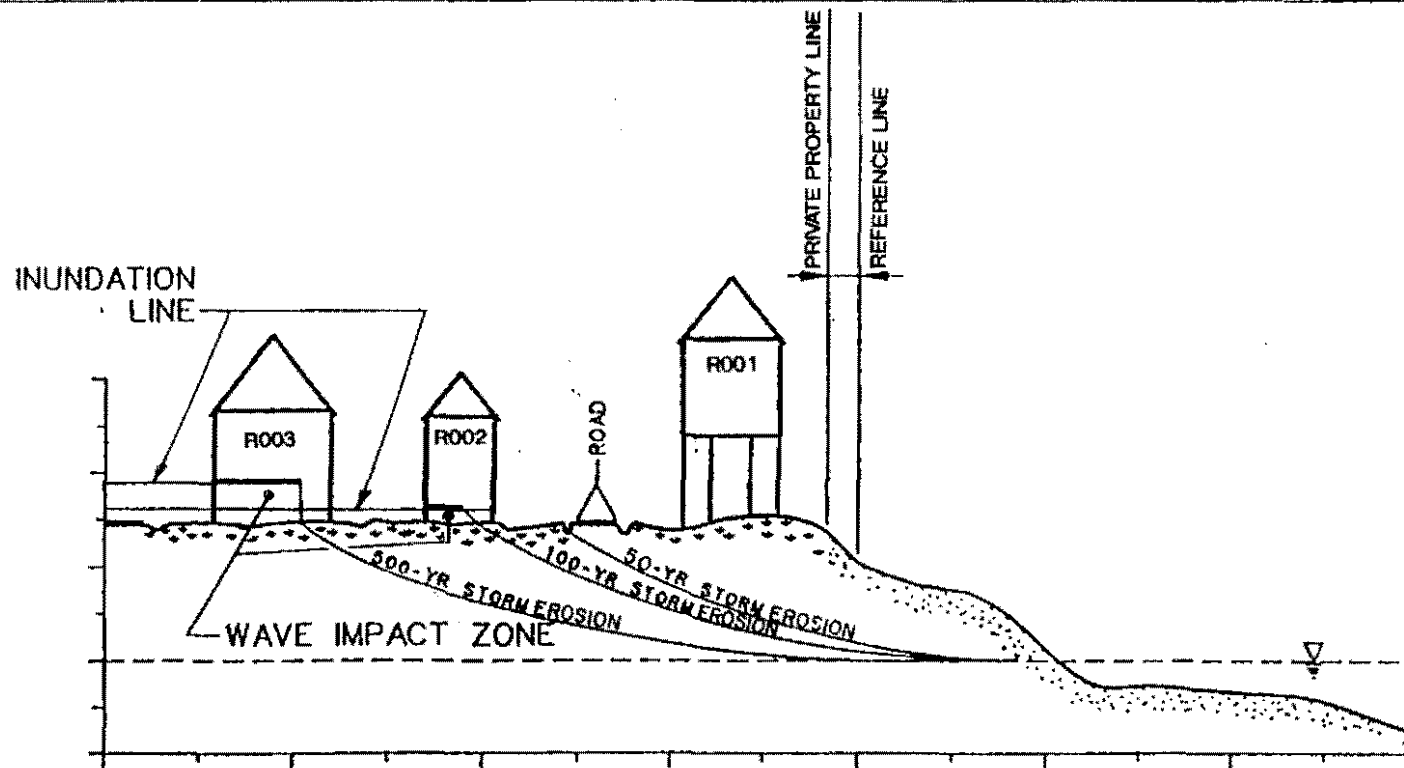 PRIVATE PROPERTY LINE
REFERENCE LINE
INUNDATION
LINE
R001
R003
R002
ROAD
50-YR STORM EROSION
100-YR STORM EROSION
500-YR STORM EROSION
WAVE IMPACT ZONE